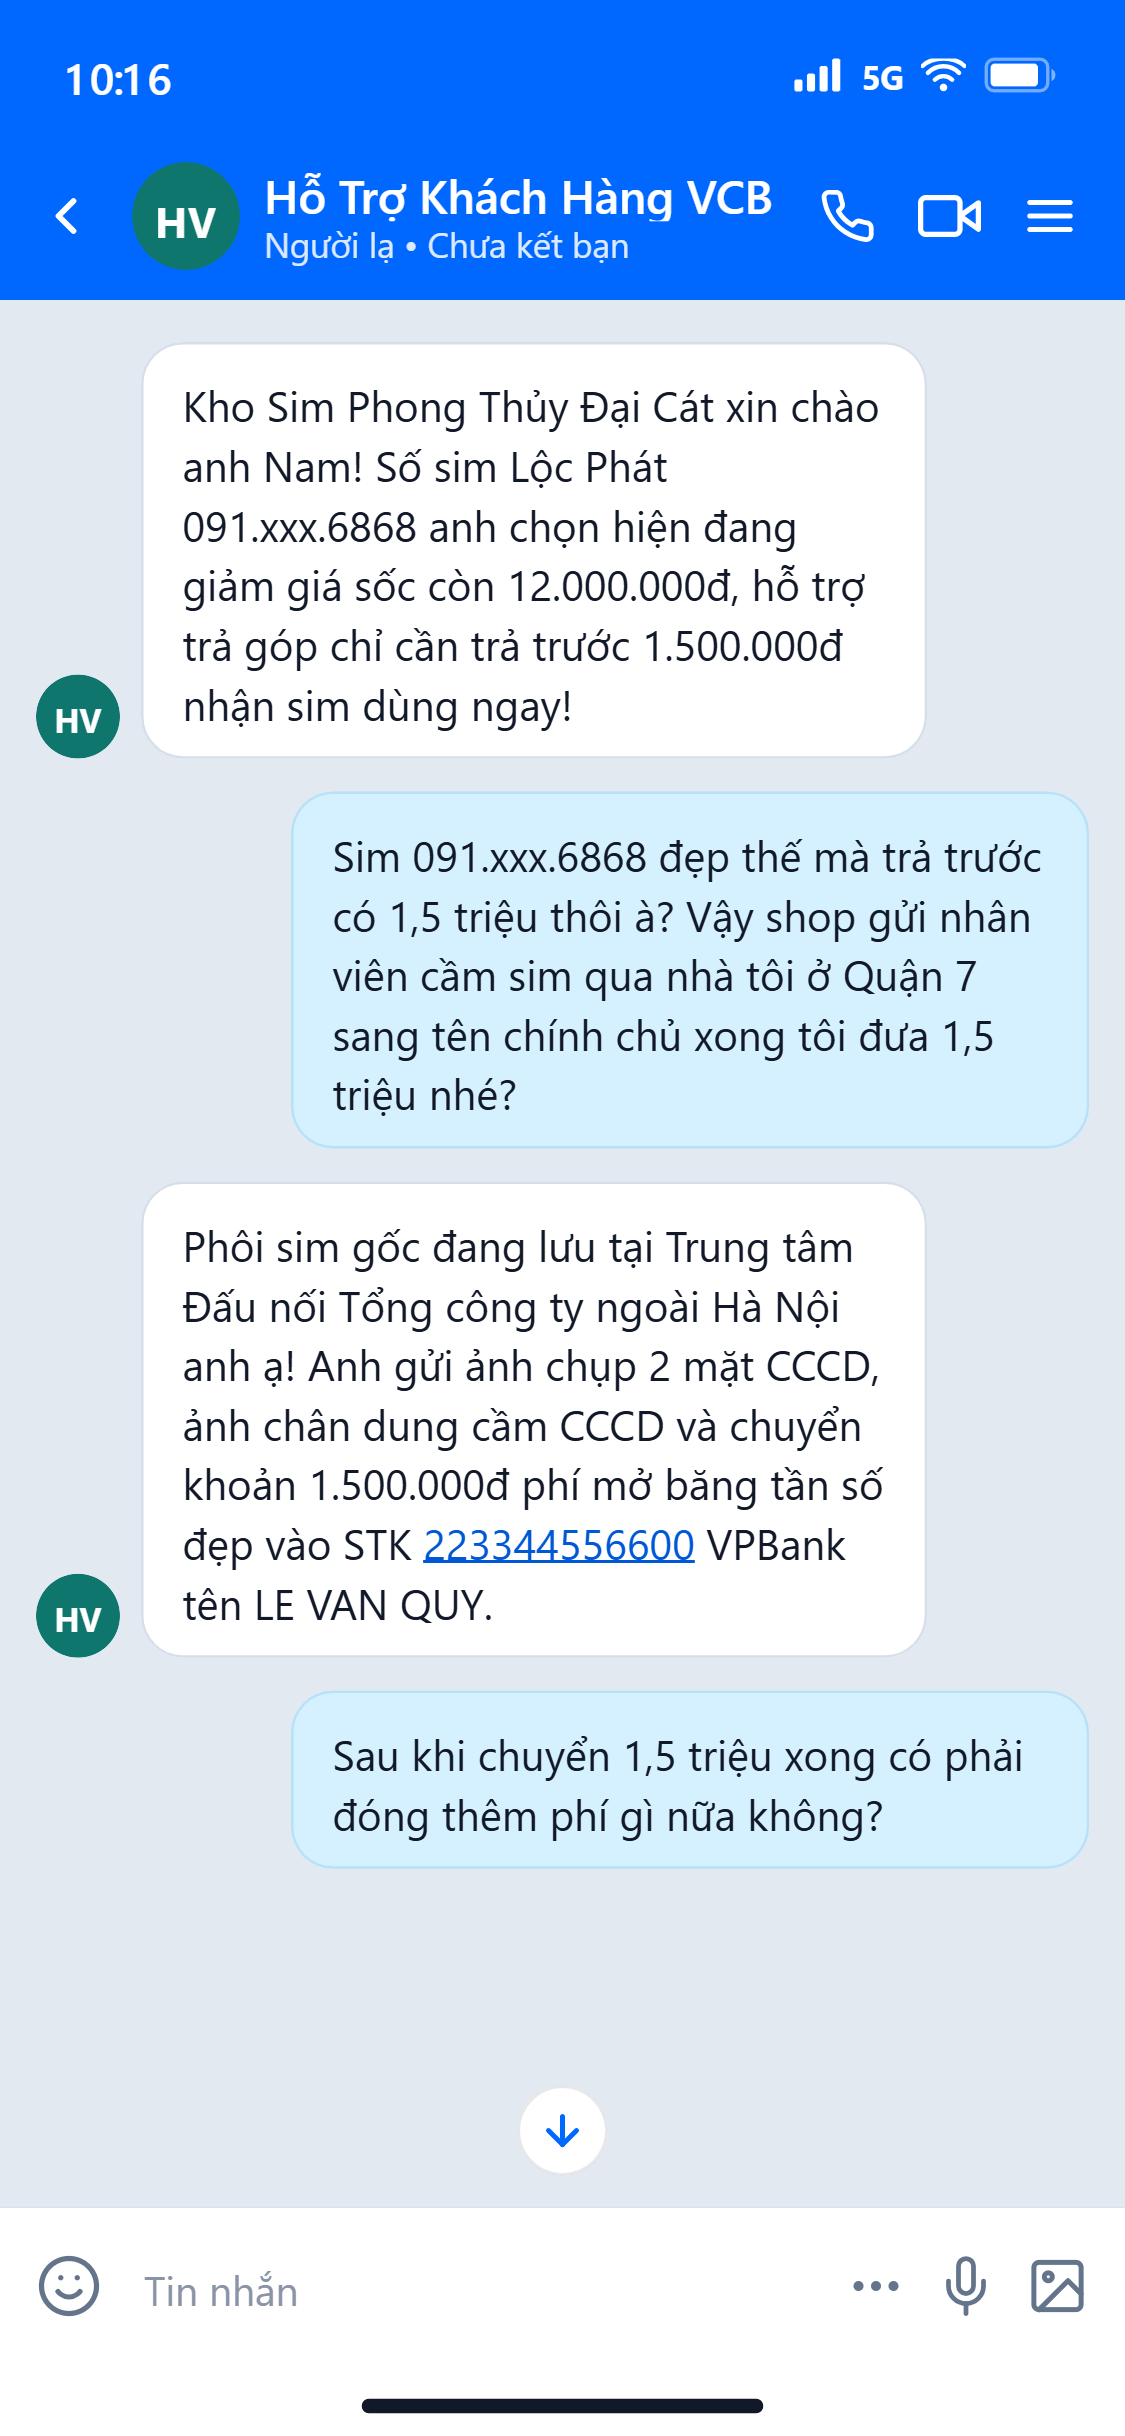 10:16
5G
HV
Hỗ Trợ Khách Hàng VCB
Người lạ • Chưa kết bạn
Kho Sim Phong Thủy Đại Cát xin chào
anh Nam! Số sim Lộc Phát
091.xxx.6868 anh chọn hiện đang
giảm giá sốc còn 12.000.000đ, hỗ trợ
trả góp chỉ cần trả trước 1.500.000đ
nhận sim dùng ngay!
HV
Sim 091.xxx.6868 đẹp thế mà trả trước
có 1,5 triệu thôi à? Vậy shop gửi nhân
viên cầm sim qua nhà tôi ở Quận 7
sang tên chính chủ xong tôi đưa 1,5
triệu nhé?
Phôi sim gốc đang lưu tại Trung tâm
Đấu nối Tổng công ty ngoài Hà Nội
anh ạ! Anh gửi ảnh chụp 2 mặt CCCD,
ảnh chân dung cầm CCCD và chuyển
khoản 1.500.000đ phí mở băng tần số
đẹp vào STK 223344556600 VPBank
tên LE VAN QUY.
HV
Sau khi chuyển 1,5 triệu xong có phải
đóng thêm phí gì nữa không?
Tin nhắn